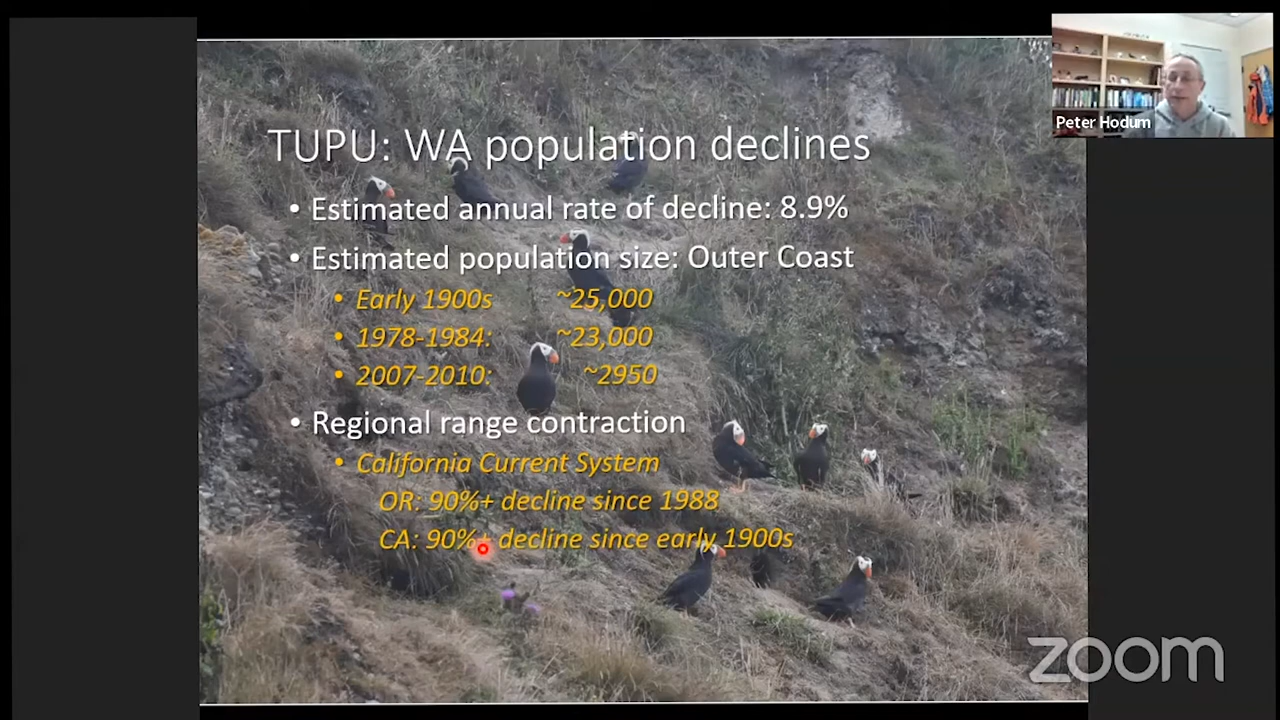 Peter Hodum
TUPU: WA population declines
• Estimated annual rate of decline: 8.9%
• Estimated population size: Outer Coast
• Early 1900s ~25,000
• 1978-1984: ~23,000
• 2007-2010: ~2950
• Regional range contraction
• California Current System
OR: 90%+ decline since 1988
CA: 90%+ decline since early 1900s
zoom